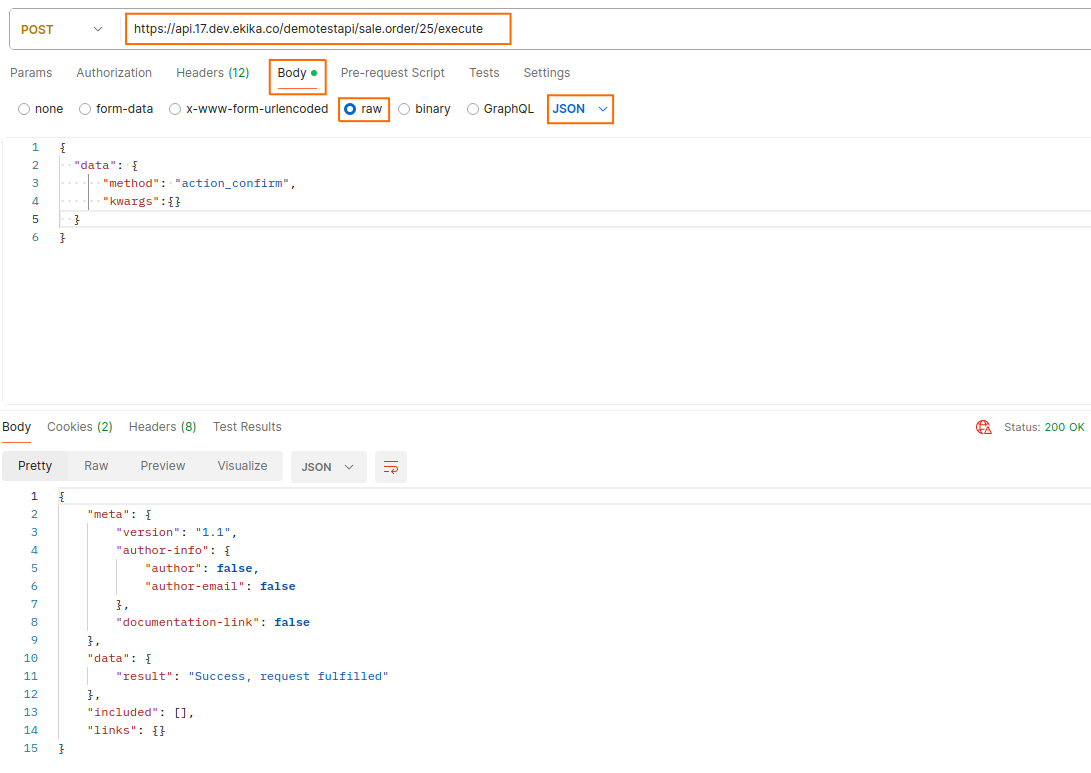 POST https://api.17.dev.ekika.co/demotestapi/sale.order/25/execute
Params Authorization Headers (12) Body Pre-request Script Tests Settings
none form-data x-www-form-urlencoded raw binary GraphQL JSON
1 {
2 "data": {
3 "method": "action_confirm",
4 "kwargs":{}
5 }
6 }
Body Cookies (2) Headers (8) Test Results Status: 200 OK
Pretty Raw Preview Visualize JSON
1 {
2 "meta": {
3 "version": "1.1",
4 "author-info": {
5 "author": false,
6 "author-email": false
7 },
8 "documentation-link": false
9 },
10 "data": {
11 "result": "Success, request fulfilled"
12 },
13 "included": [],
14 "links": {}
15 }